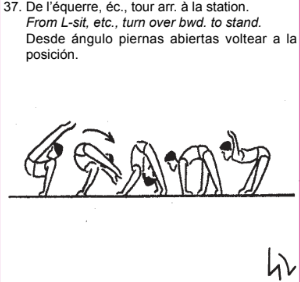 37. De l'équerre, éc., tour arr. à la station.
From L-sit, etc., turn over bwd. to stand.
Desde ángulo piernas abiertas voltear a la
posición.